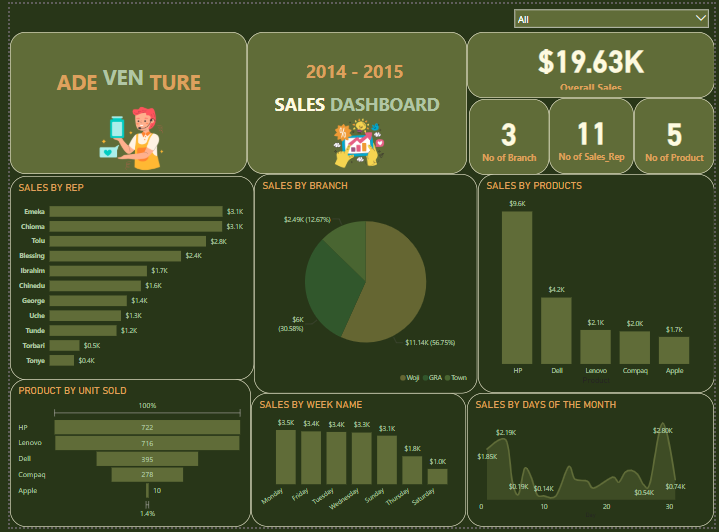 All
ADE VEN TURE
2014 - 2015
SALES DASHBOARD
$19.63K
Overall Sales
3
No of Branch
11
No of Sales_Rep
5
No of Product
SALES BY REP
Emeka $3.1K
Chioma $3.1K
Tolu $2.8K
Blessing $2.4K
Ibrahim $1.7K
Chinedu $1.6K
George $1.4K
Uche $1.3K
Tunde $1.2K
Torbari $0.5K
Tonye $0.4K
SALES BY BRANCH
$2.49K (12.67%)
$6K
(30.58%)
$11.14K (56.75%)
Woji GRA Town
SALES BY PRODUCTS
$9.6K
$4.2K
$2.1K
$2.0K
$1.7K
HP Dell Lenovo Compaq Apple
PRODUCT BY UNIT SOLD
100%
HP 722
Lenovo 716
Dell 395
Compaq 278
Apple 10
1.4%
SALES BY WEEK NAME
$3.5K $3.4K $3.4K $3.3K $3.1K $1.8K $1.0K
Monday Friday Tuesday Wednesday Sunday Thursday Saturday
SALES BY DAYS OF THE MONTH
$1.85K
$2.19K
$0.19K
$0.14K
$0.54K
$2.80K
$0.74K
0 10 20 30